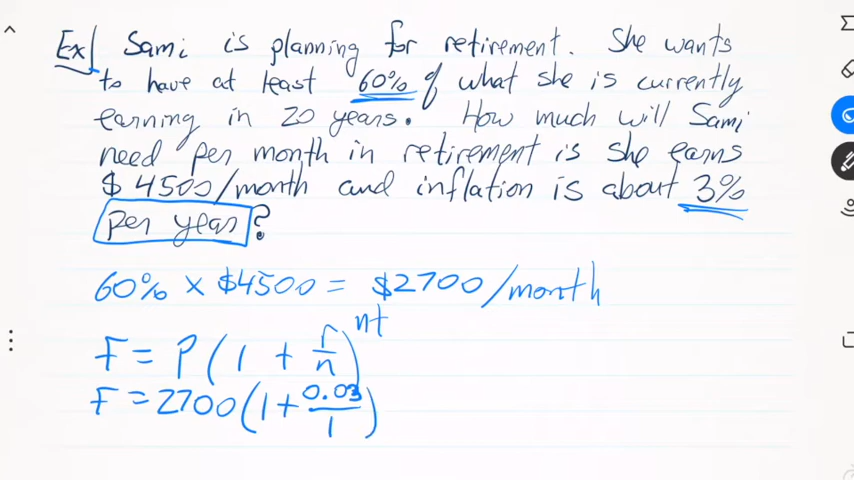 Ex Sami is planning for retirement. She wants
to have at least 60% of what she is currently
earning in 20 years. How much will Sami
need per month in retirement is she earns
$4500/month and inflation is about 3%
per year?
60% × $4500 = $2700/month
F = P(1 + r/n)^nt
F = 2700(1 + 0.03/1)